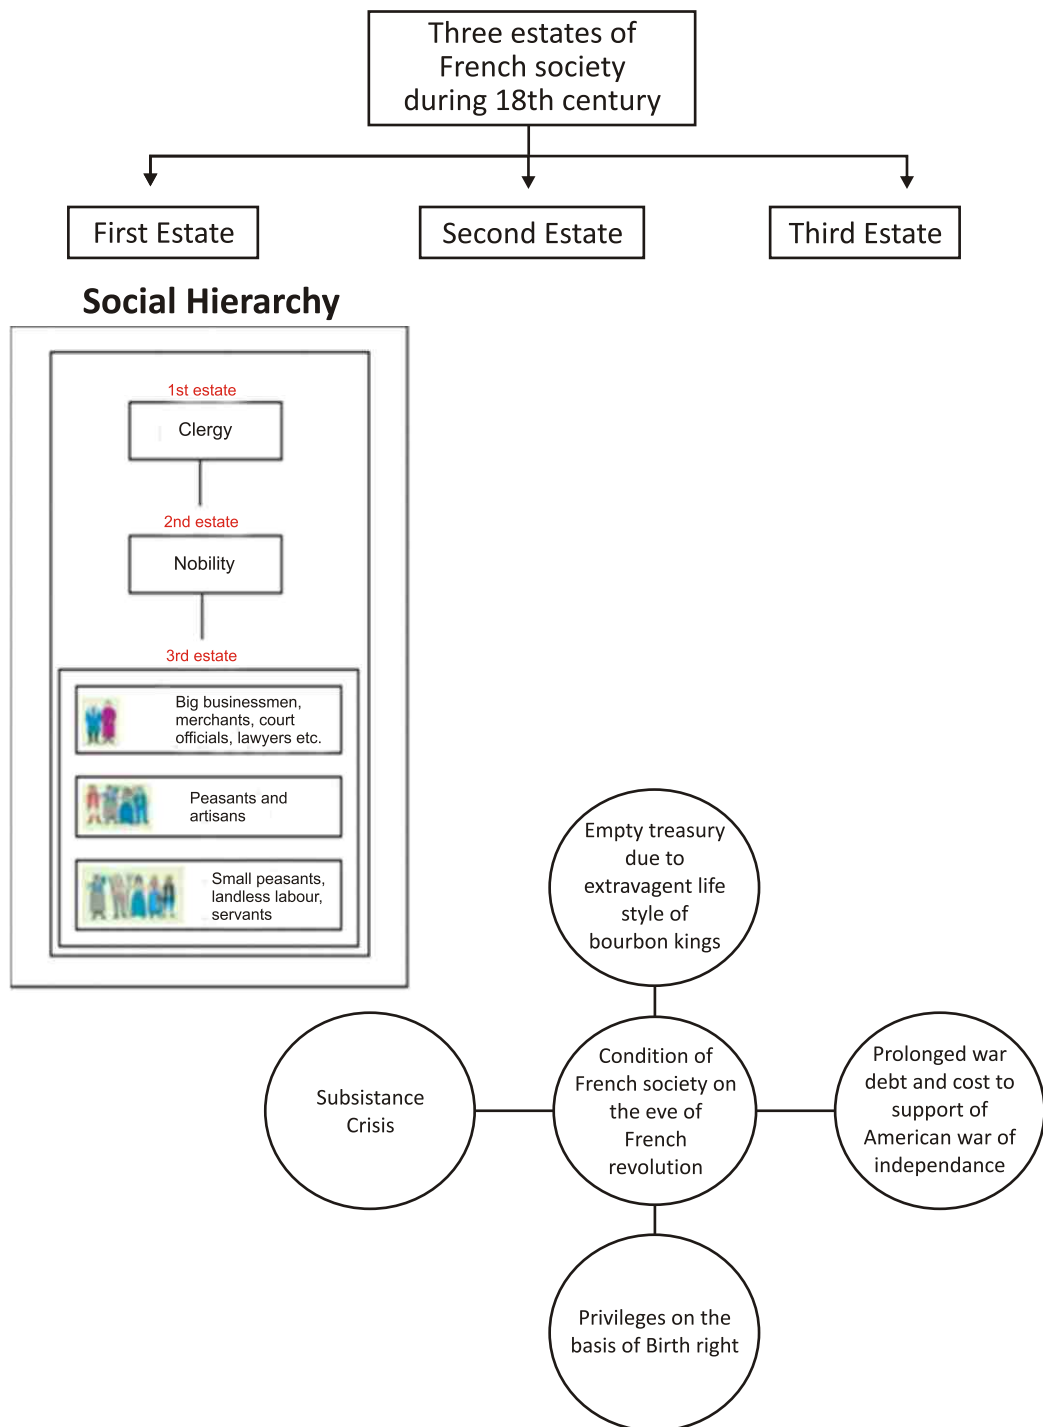 Three estates of
French society
during 18th century
First Estate
Second Estate
Third Estate
Social Hierarchy
1st estate
Clergy
2nd estate
Nobility
3rd estate
Big businessmen,
merchants, court
officials, lawyers etc.
Peasants and
artisans
Small peasants,
landless labour,
servants
Empty treasury
due to
extravagent life
style of
bourbon kings
Subsistance
Crisis
Condition of
French society on
the eve of
French
revolution
Prolonged war
debt and cost to
support of
American war of
independance
Privileges on the
basis of Birth right